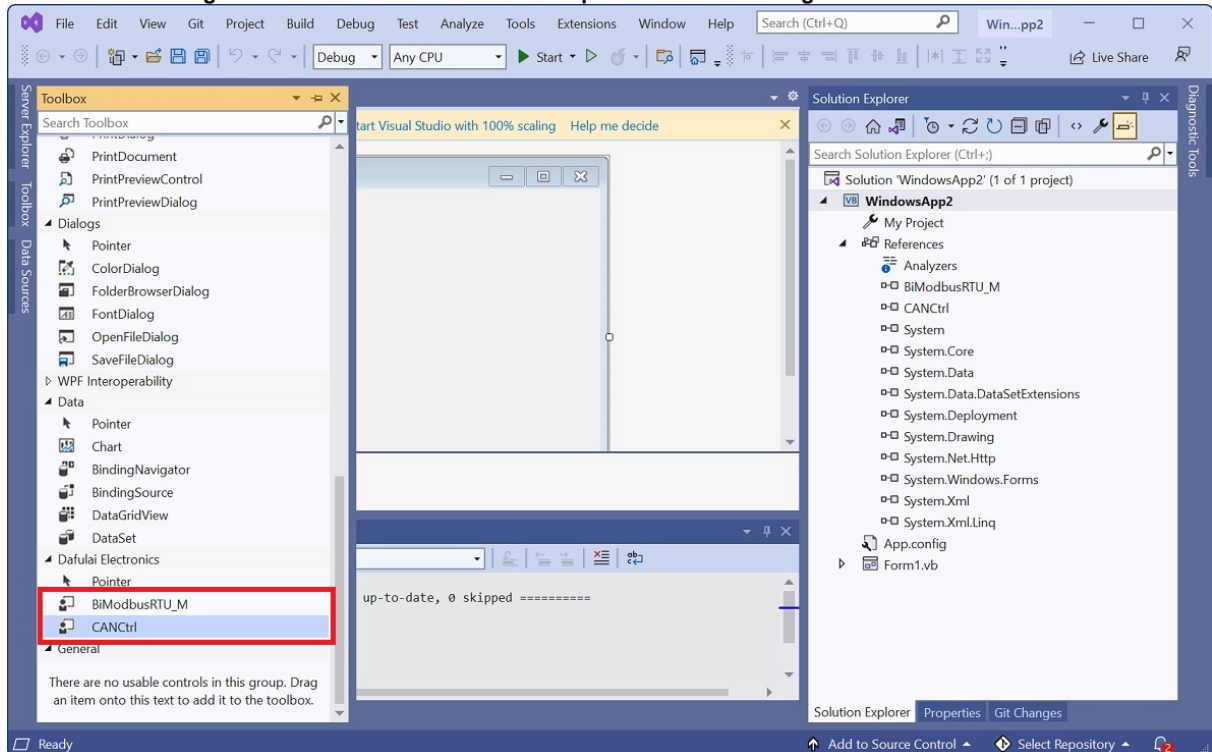 File Edit View Git Project Build Debug Test Analyze Tools Extensions Window Help Search (Ctrl+Q) Win...pp2
Debug Any CPU Start Live Share
Server Explorer
Toolbox
Data Sources
Toolbox
Search Toolbox
PrintDocument
PrintPreviewControl
PrintPreviewDialog
Dialogs
Pointer
ColorDialog
FolderBrowserDialog
FontDialog
OpenFileDialog
SaveFileDialog
WPF Interoperability
Data
Pointer
Chart
BindingNavigator
BindingSource
DataGridView
DataSet
Dafulai Electronics
Pointer
BiModbusRTU_M
CANCtrl
General
There are no usable controls in this group. Drag
an item onto this text to add it to the toolbox.
tart Visual Studio with 100% scaling Help me decide
up-to-date, 0 skipped ==========
Solution Explorer
Search Solution Explorer (Ctrl+;)
Solution 'WindowsApp2' (1 of 1 project)
VB WindowsApp2
My Project
References
Analyzers
BiModbusRTU_M
CANCtrl
System
System.Core
System.Data
System.Data.DataSetExtensions
System.Deployment
System.Drawing
System.Net.Http
System.Windows.Forms
System.Xml
System.Xml.Linq
App.config
Form1.vb
Solution Explorer Properties Git Changes
Diagnostic Tools
Ready Add to Source Control Select Repository 2